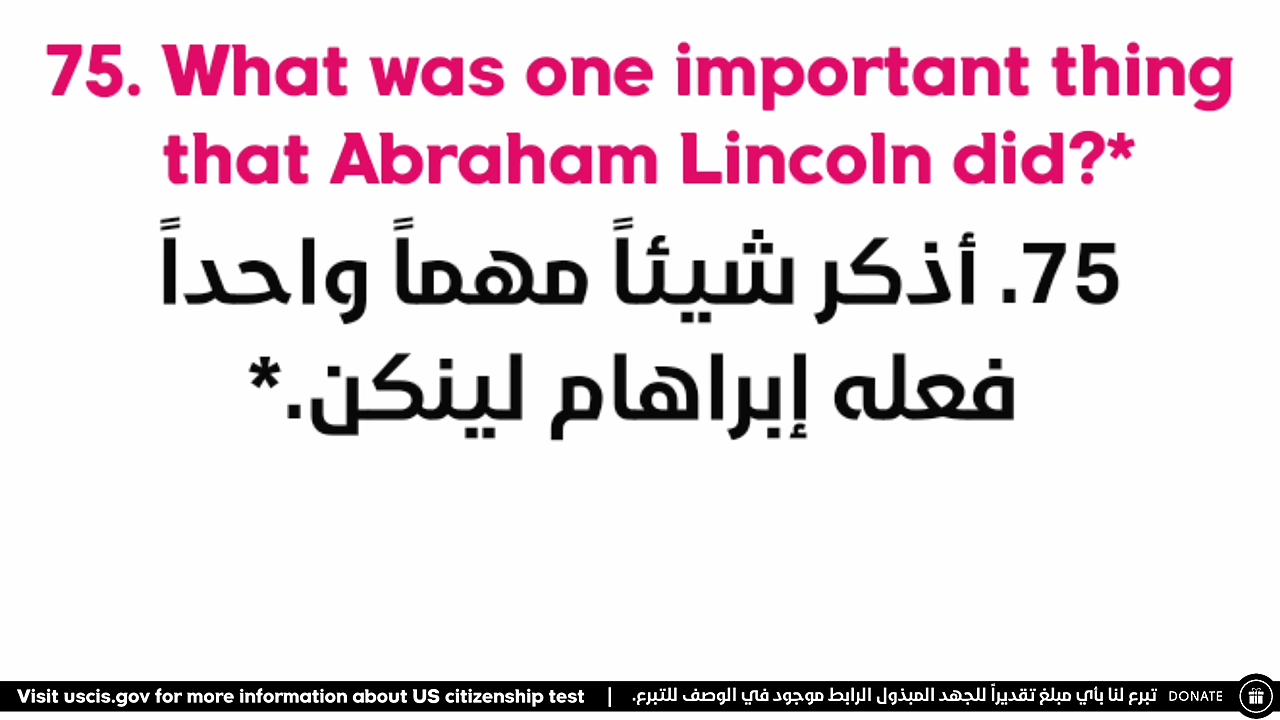 75. What was one important thing
that Abraham Lincoln did?*
75. أذكر شيئاً مهماً واحداً
فعله إبراهام لينكن.*
Visit uscis.gov for more information about US citizenship test | تبرع لنا بأي مبلغ تقديراً للجهد المبذول الرابط موجود في الوصف للتبرع. DONATE